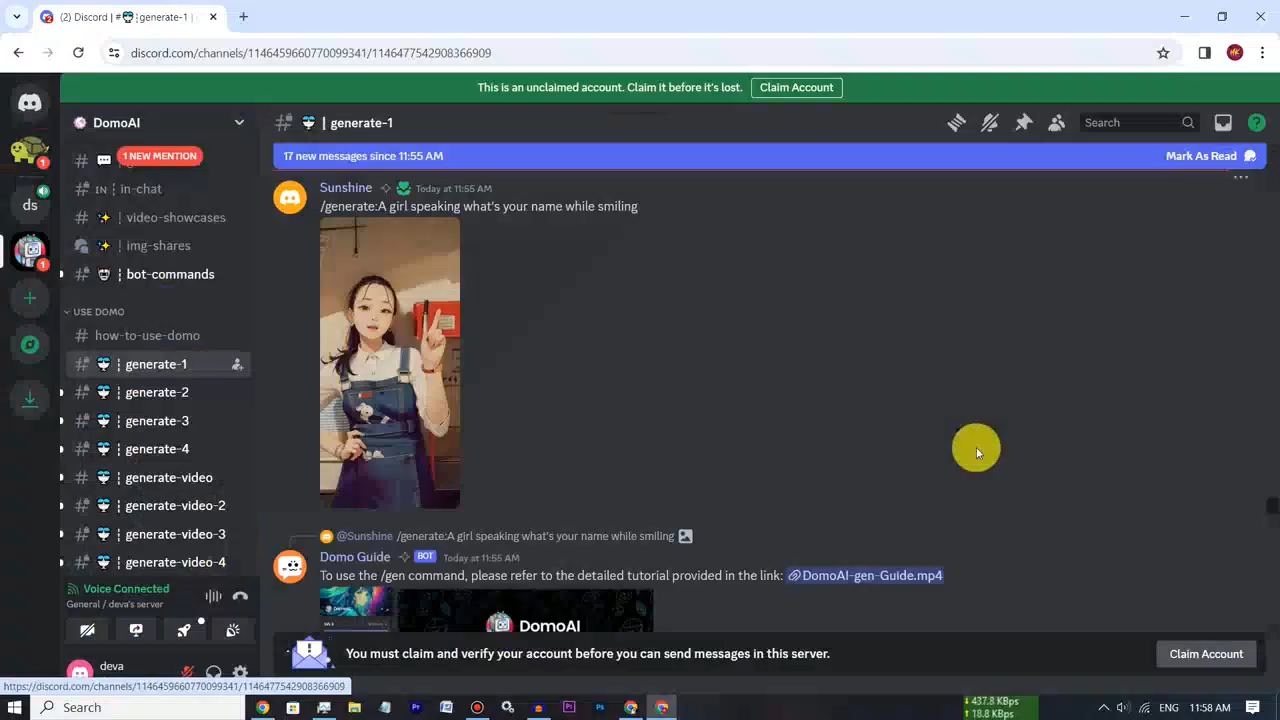 (2) Discord | # generate-1 |
discord.com/channels/1146459660770099341/1146477542908366909
HK
This is an unclaimed account. Claim it before it's lost.
Claim Account
DomoAI
| generate-1
Search
1 NEW MENTION
17 new messages since 11:55 AM
Mark As Read
1
IN | in-chat
ds
| video-showcases
| img-shares
1
| bot-commands
USE DOMO
how-to-use-domo
¦ generate-1
¦ generate-2
¦ generate-3
¦ generate-4
¦ generate-video
¦ generate-video-2
¦ generate-video-3
¦ generate-video-4
Voice Connected
General / deva's server
deva
Sunshine
Today at 11:55 AM
/generate:A girl speaking what's your name while smiling
@Sunshine /generate:A girl speaking what's your name while smiling
Domo Guide
BOT
Today at 11:55 AM
To use the /gen command, please refer to the detailed tutorial provided in the link: DomoAI-gen-Guide.mp4
DomoAI
You must claim and verify your account before you can send messages in this server.
Claim Account
https://discord.com/channels/1146459660770099341/1146477542908366909
Search
Pr
Ps
437.8 KBps
18.8 KBps
ENG
11:58 AM